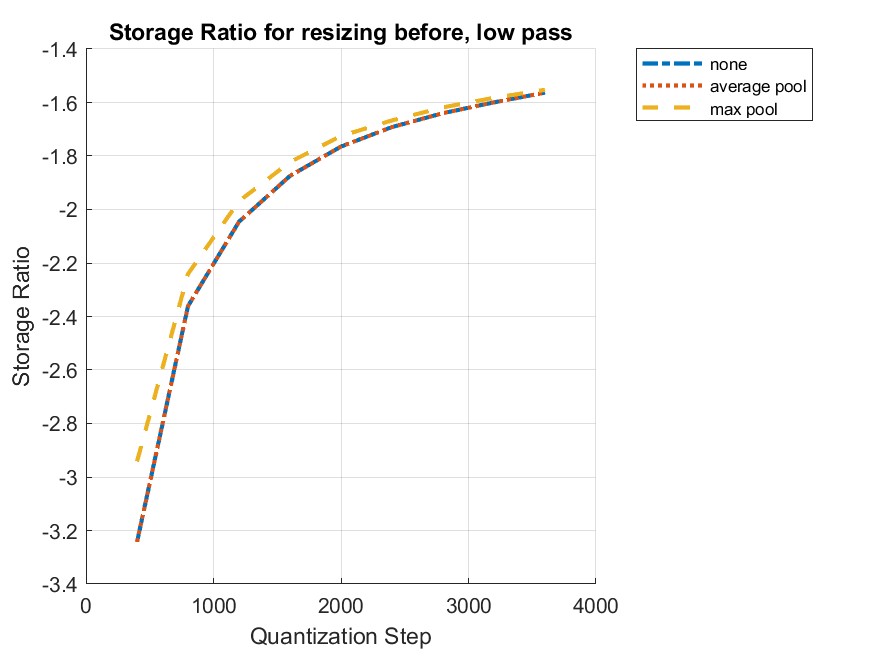 Storage Ratio for resizing before, low pass
-1.4
-1.6
-1.8
-2
-2.2
-2.4
-2.6
-2.8
-3
-3.2
-3.4
Storage Ratio
0
1000
2000
3000
4000
Quantization Step
none
average pool
max pool